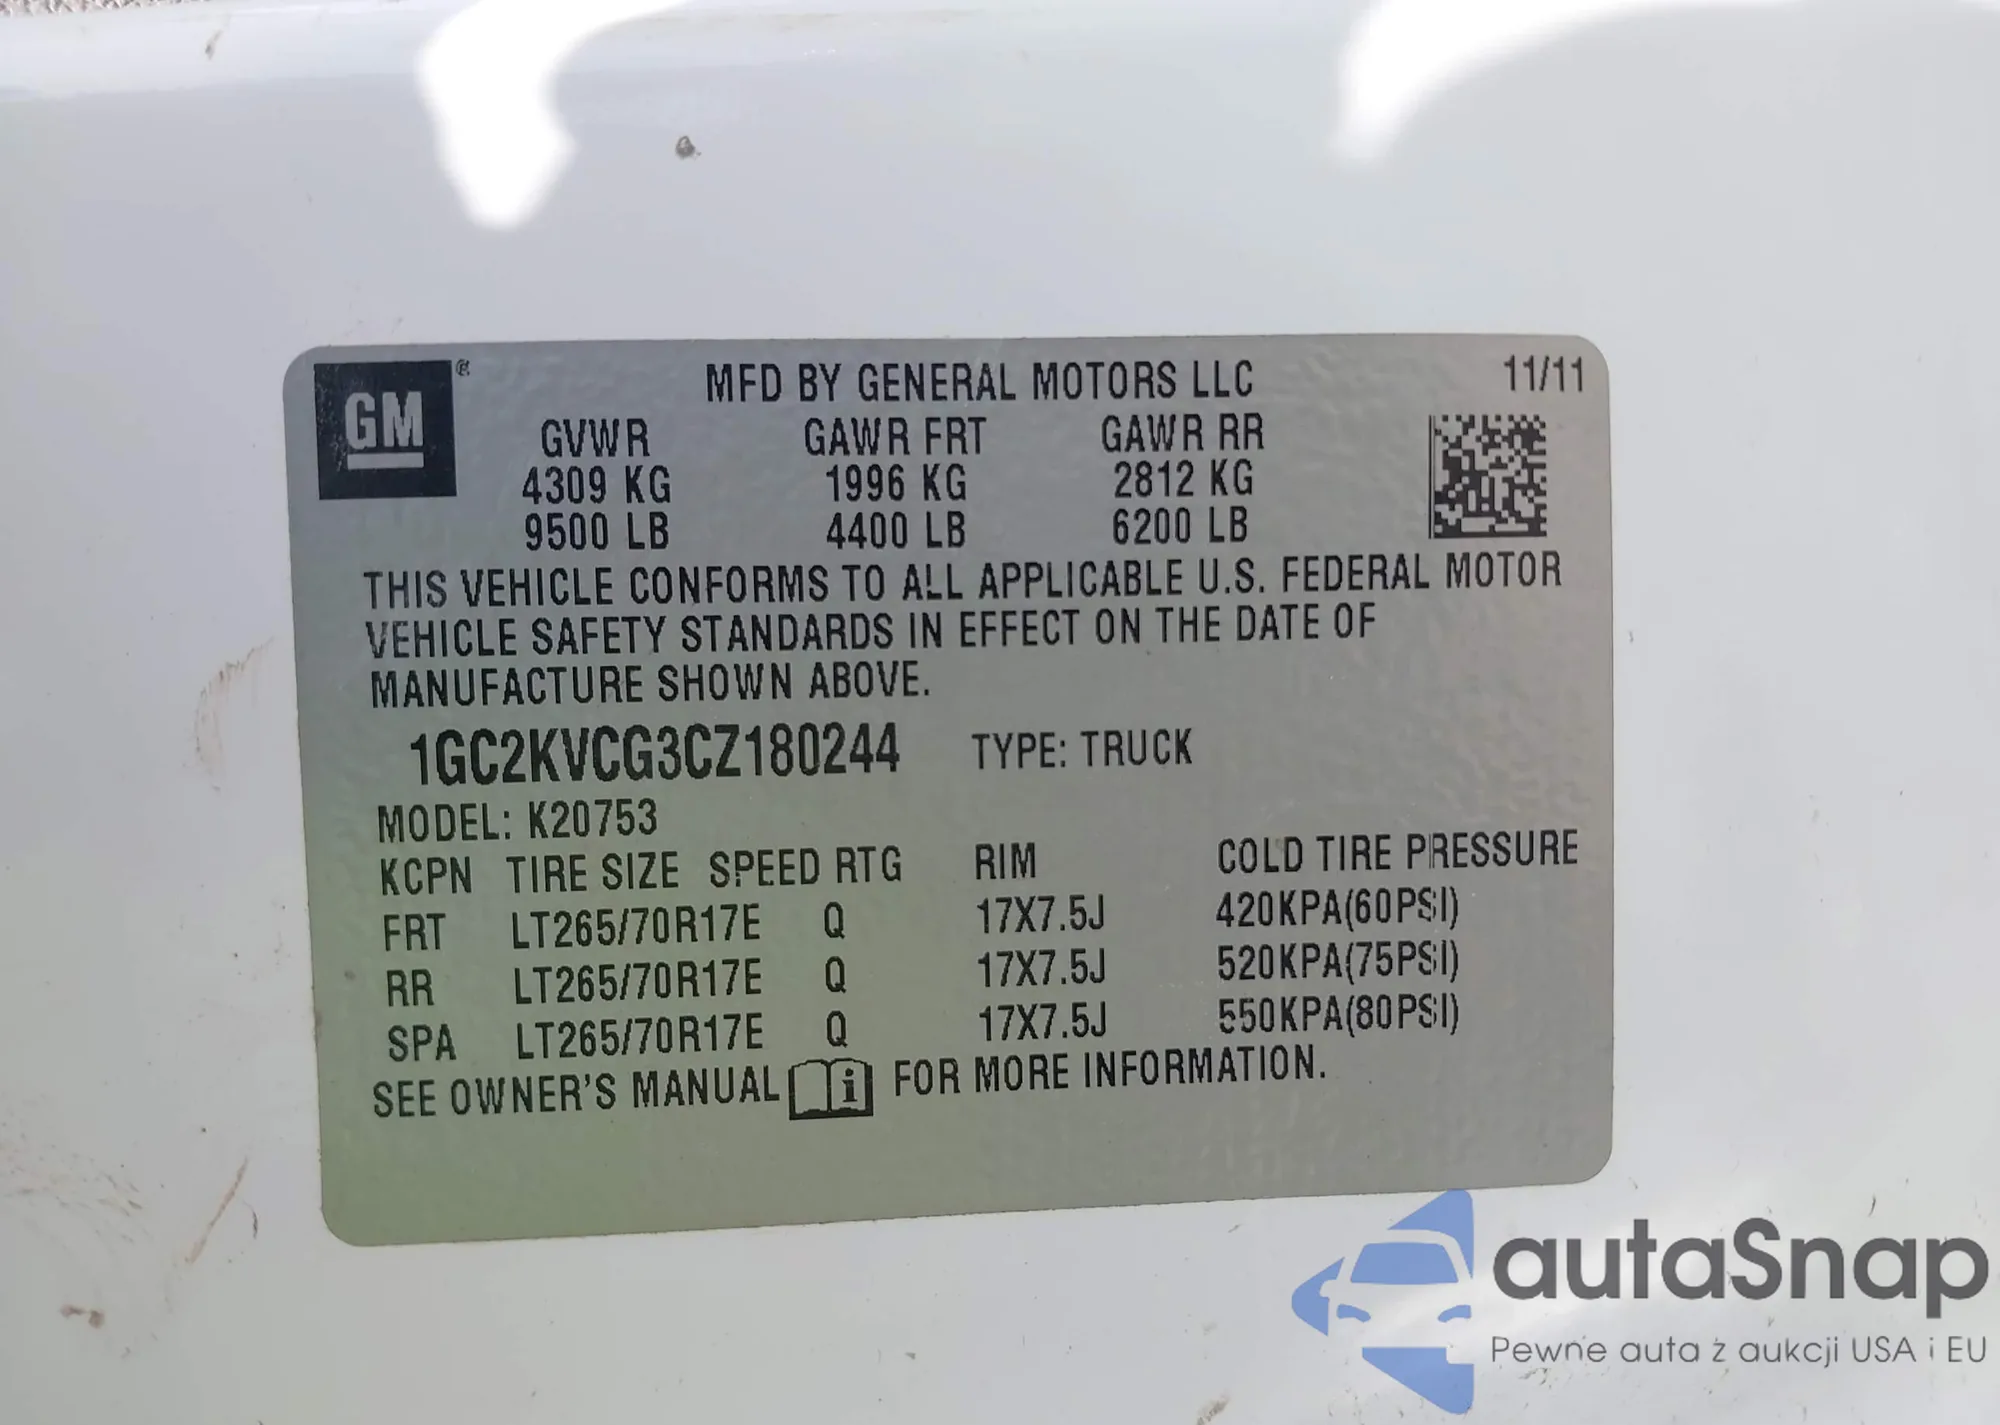 GM ®
MFD BY GENERAL MOTORS LLC 11/11
GVWR GAWR FRT GAWR RR
4309 KG 1996 KG 2812 KG
9500 LB 4400 LB 6200 LB
THIS VEHICLE CONFORMS TO ALL APPLICABLE U.S. FEDERAL MOTOR
VEHICLE SAFETY STANDARDS IN EFFECT ON THE DATE OF
MANUFACTURE SHOWN ABOVE.
1GC2KVCG3CZ180244 TYPE: TRUCK
MODEL: K20753
KCPN TIRE SIZE SPEED RTG RIM COLD TIRE PRESSURE
FRT LT265/70R17E Q 17X7.5J 420KPA(60PSI)
RR LT265/70R17E Q 17X7.5J 520KPA(75PSI)
SPA LT265/70R17E Q 17X7.5J 550KPA(80PSI)
SEE OWNER'S MANUAL i FOR MORE INFORMATION.
autaSnap
Pewne auta z aukcji USA i EU